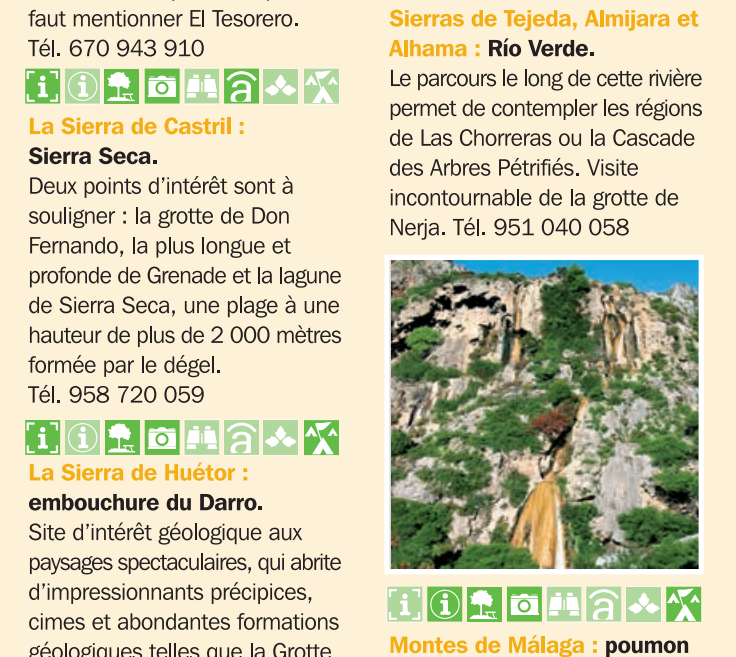 faut mentionner El Tesorero.
Tél. 670 943 910
La Sierra de Castril :
Sierra Seca.
Deux points d'intérêt sont à
souligner : la grotte de Don
Fernando, la plus longue et
profonde de Grenade et la lagune
de Sierra Seca, une plage à une
hauteur de plus de 2 000 mètres
formée par le dégel.
Tél. 958 720 059
La Sierra de Huétor :
embouchure du Darro.
Site d'intérêt géologique aux
paysages spectaculaires, qui abrite
d'impressionnants précipices,
cimes et abondantes formations
géologiques telles que la Grotte
Sierras de Tejeda, Almijara et
Alhama : Río Verde.
Le parcours le long de cette rivière
permet de contempler les régions
de Las Chorreras ou la Cascade
des Arbres Pétrifiés. Visite
incontournable de la grotte de
Nerja. Tél. 951 040 058
Montes de Málaga : poumon